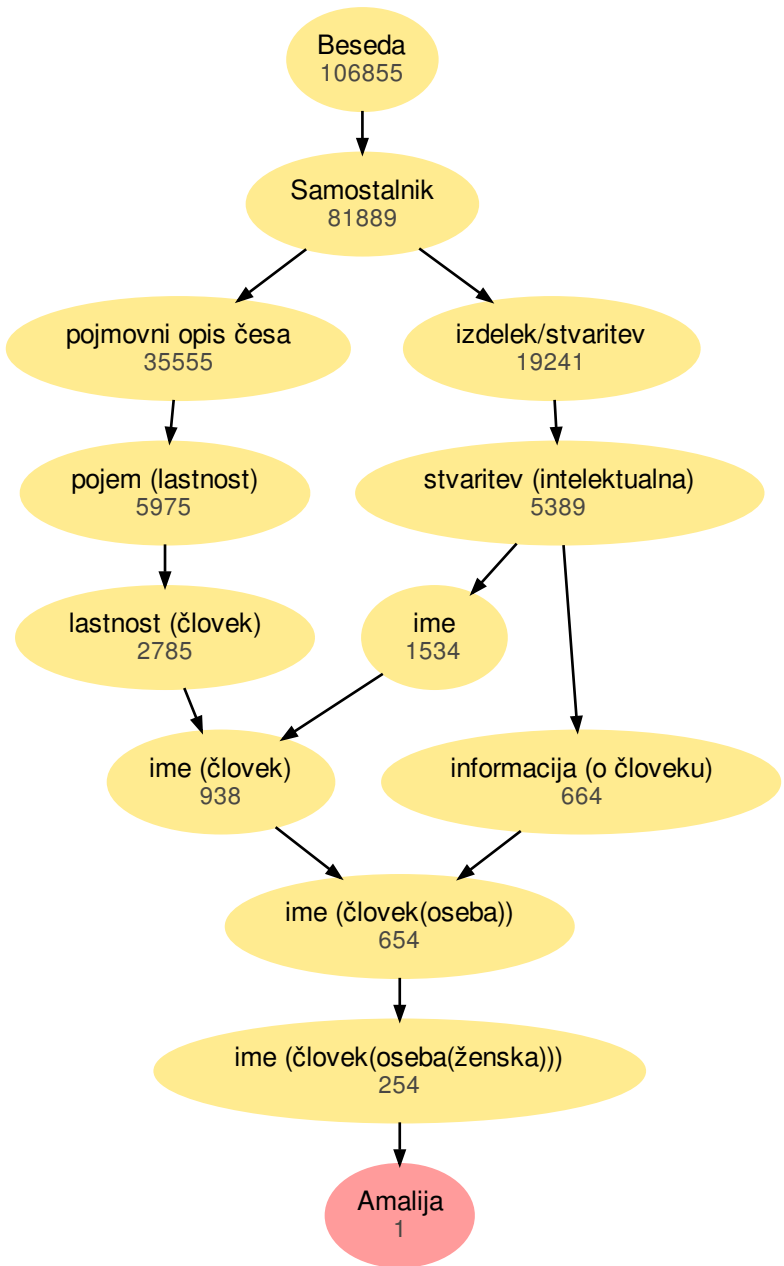 Beseda
106855
Samostalnik
81889
pojmovni opis česa
35555
izdelek/stvaritev
19241
pojem (lastnost)
5975
stvaritev (intelektualna)
5389
lastnost (človek)
2785
ime
1534
ime (človek)
938
informacija (o človeku)
664
ime (človek(oseba))
654
ime (človek(oseba(ženska)))
254
Amalija
1